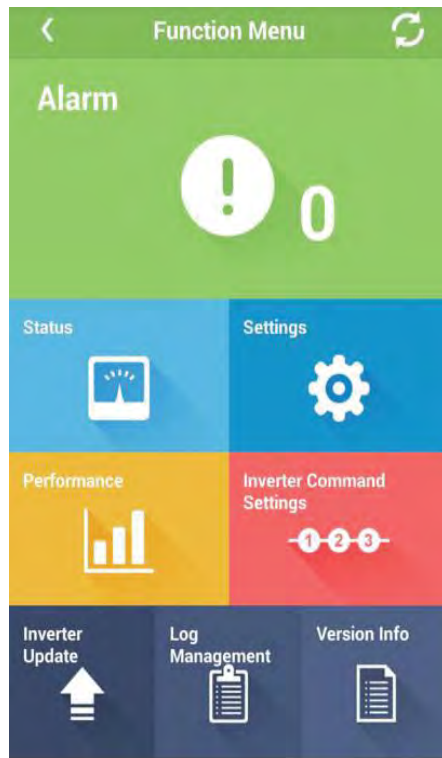 Function Menu
Alarm
0
Status
Settings
Performance
Inverter Command
Settings
1 2 3
Inverter
Update
Log
Management
Version Info